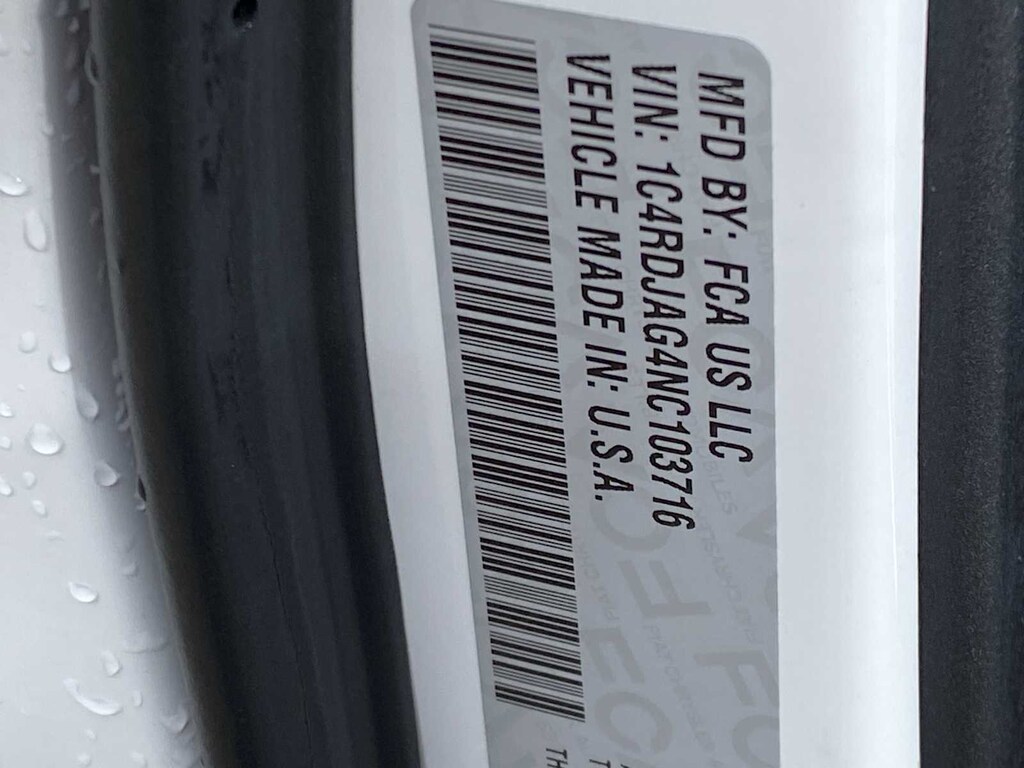 MFD BY: FCA US LLC
VIN: 1C4RDJAG4NC103716
VEHICLE MADE IN: U.S.A.